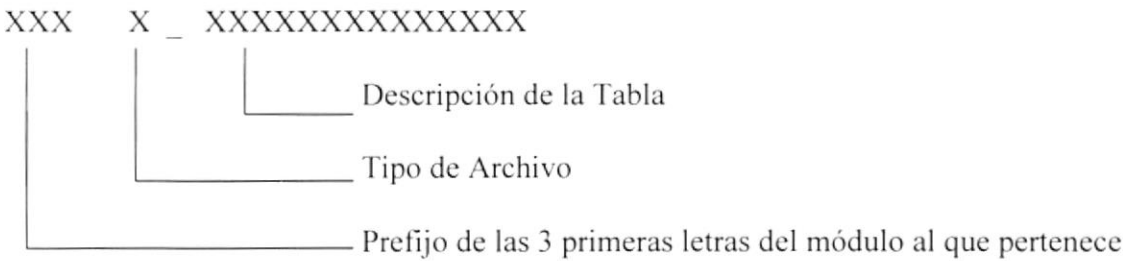 XXX X _ XXXXXXXXXXXXXX
Descripción de la Tabla
Tipo de Archivo
Prefijo de las 3 primeras letras del módulo al que pertenece